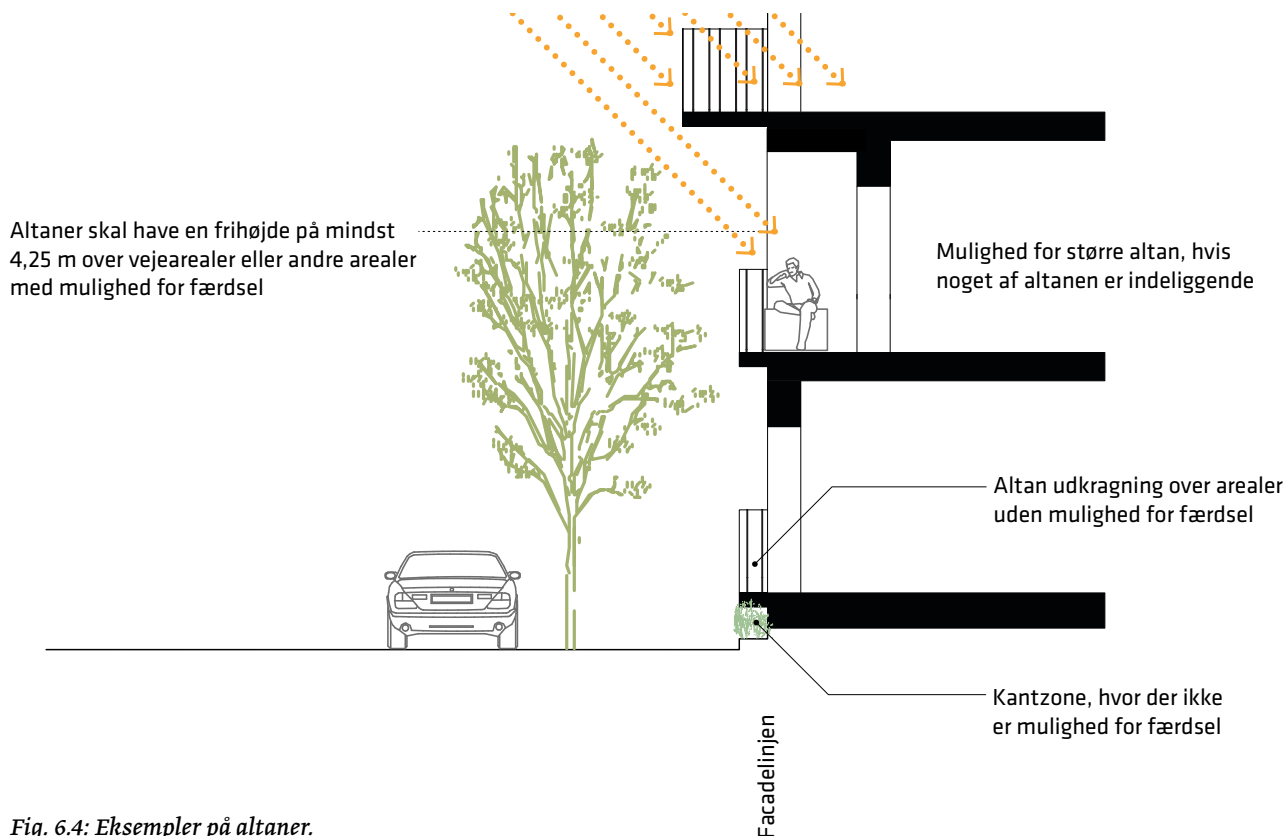 Altaner skal have en frihøjde på mindst
4,25 m over vejearealer eller andre arealer
med mulighed for færdsel
Mulighed for større altan, hvis
noget af altanen er indeliggende
Altan udkragning over arealer
uden mulighed for færdsel
Kantzone, hvor der ikke
er mulighed for færdsel
Facadelinjen
Fig. 6.4: Eksempler på altaner.